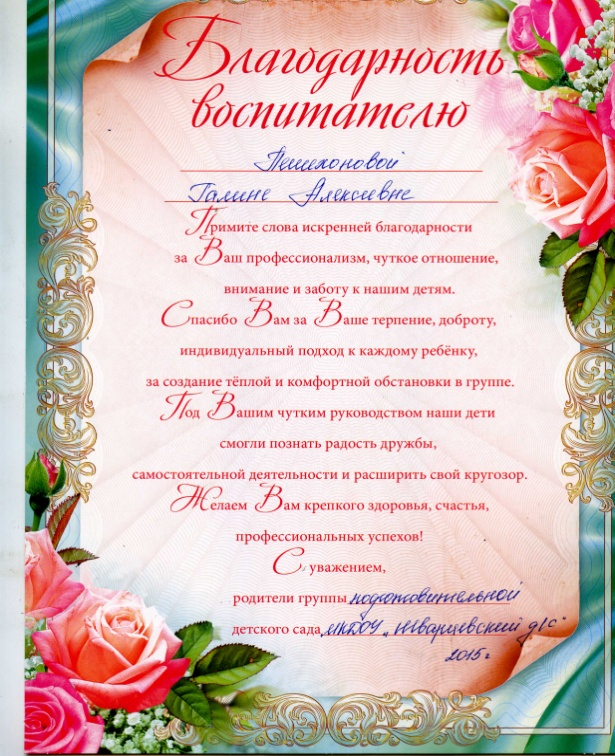 Благодарность
воспитателю
Пешехоновой
Галине Алексевне
Примите слова искренней благодарности
за Ваш профессионализм, чуткое отношение,
внимание и заботу к нашим детям.
Спасибо Вам за Ваше терпение, доброту,
индивидуальный подход к каждому ребёнку,
за создание тёплой и комфортной обстановки в группе.
Под Вашим чутким руководством наши дети
смогли познать радость дружбы,
самостоятельной деятельности и расширить свой кругозор.
Желаем Вам крепкого здоровья, счастья,
профессиональных успехов!
С уважением,
родители группы подготовительной
детского сада МКДОУ „Шварцевский д/с"
2015г